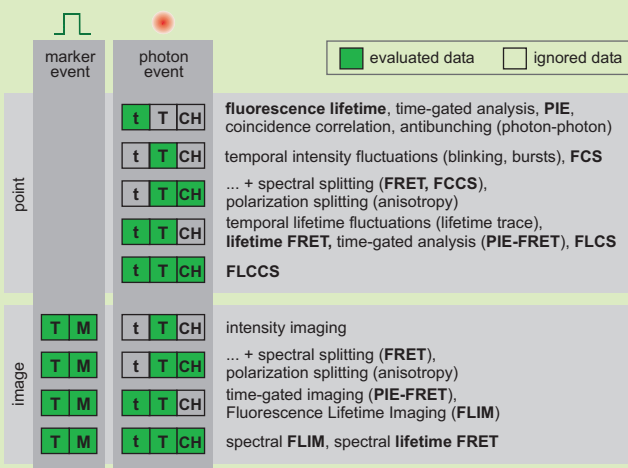 marker event
photon event
evaluated data
ignored data
point
t T CH
fluorescence lifetime, time-gated analysis, PIE,
coincidence correlation, antibunching (photon-photon)
t T CH
temporal intensity fluctuations (blinking, bursts), FCS
t T CH
... + spectral splitting (FRET, FCCS),
polarization splitting (anisotropy)
t T CH
temporal lifetime fluctuations (lifetime trace),
lifetime FRET, time-gated analysis (PIE-FRET), FLCS
t T CH
FLCCS
image
T M t T CH
intensity imaging
T M t T CH
... + spectral splitting (FRET),
polarization splitting (anisotropy)
T M t T CH
time-gated imaging (PIE-FRET),
Fluorescence Lifetime Imaging (FLIM)
T M t T CH
spectral FLIM, spectral lifetime FRET